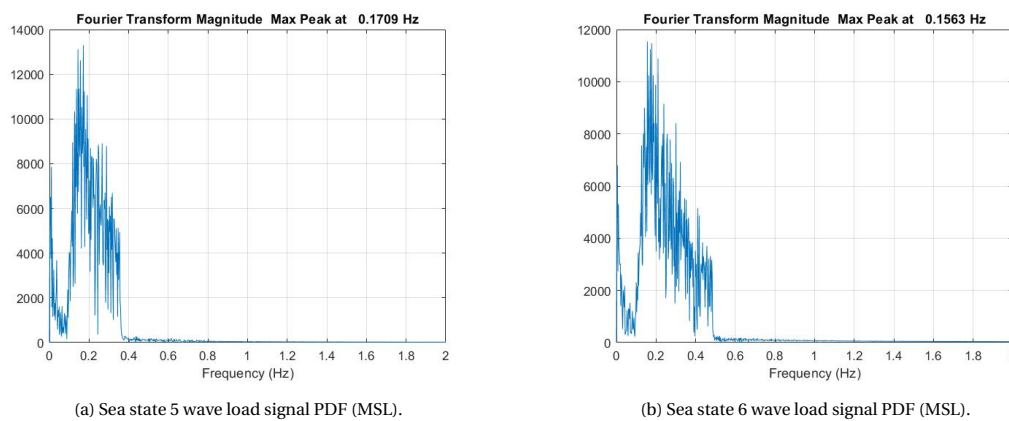 Fourier Transform Magnitude Max Peak at 0.1709 Hz
14000
12000
10000
8000
6000
4000
2000
0
0 0.2 0.4 0.6 0.8 1 1.2 1.4 1.6 1.8 2
Frequency (Hz)
(a) Sea state 5 wave load signal PDF (MSL).
Fourier Transform Magnitude Max Peak at 0.1563 Hz
12000
10000
8000
6000
4000
2000
0
0 0.2 0.4 0.6 0.8 1 1.2 1.4 1.6 1.8
Frequency (Hz)
(b) Sea state 6 wave load signal PDF (MSL).